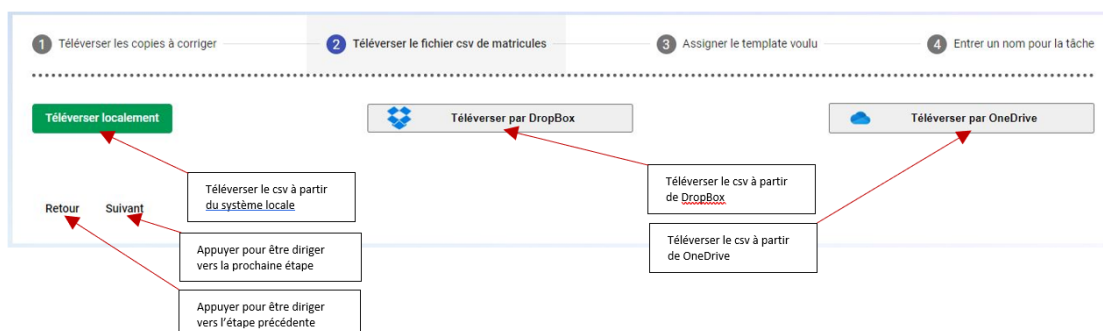 1 Téléverser les copies à corriger
2 Téléverser le fichier csv de matricules
3 Assigner le template voulu
4 Entrer un nom pour la tâche
Téléverser localement
Téléverser par DropBox
Téléverser par OneDrive
Téléverser le csv à partir
du système locale
Téléverser le csv à partir
de DropBox
Retour
Suivant
Téléverser le csv à partir
de OneDrive
Appuyer pour être diriger
vers la prochaine étape
Appuyer pour être diriger
vers l'étape précédente